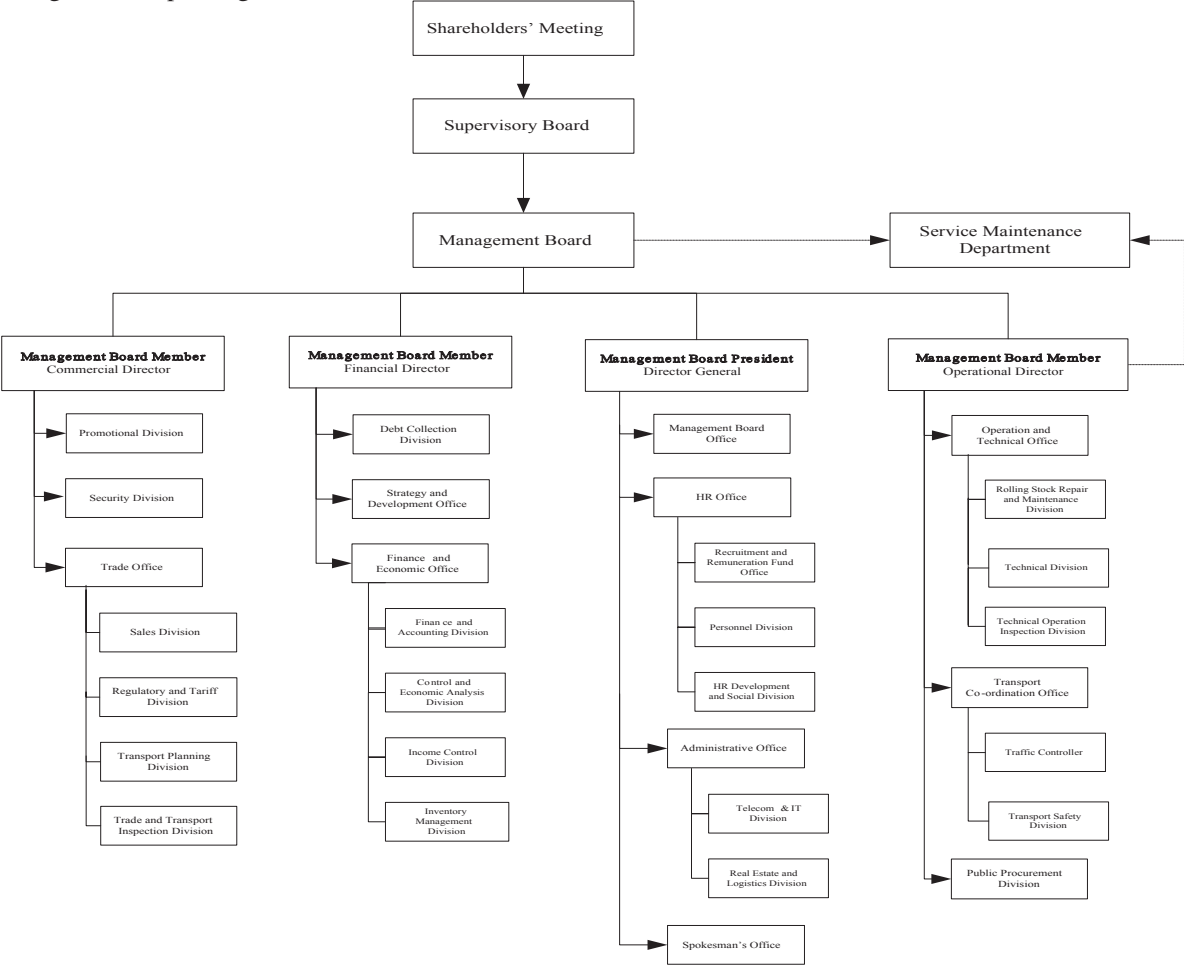 Shareholders’ Meeting
Supervisory Board
Management Board
Service Maintenance
Department
Management Board Member
Commercial Director
Promotional Division
Security Division
Trade Office
Sales Division
Regulatory and Tariff
Division
Transport Planning
Division
Trade and Transport
Inspection Division
Management Board Member
Financial Director
Debt Collection
Division
Strategy and
Development Office
Finance and
Economic Office
Finance and
Accounting Division
Control and
Economic Analysis
Division
Income Control
Division
Inventory
Management
Division
Management Board President
Director General
Management Board
Office
HR Office
Recruitment and
Remuneration Fund
Office
Personnel Division
HR Development
and Social Division
Administrative Office
Telecom & IT
Division
Real Estate and
Logistics Division
Spokesman’s Office
Management Board Member
Operational Director
Operation and
Technical Office
Rolling Stock Repair
and Maintenance
Division
Technical Division
Technical Operation
Inspection Division
Transport
Co-ordination Office
Traffic Controller
Transport Safety
Division
Public Procurement
Division